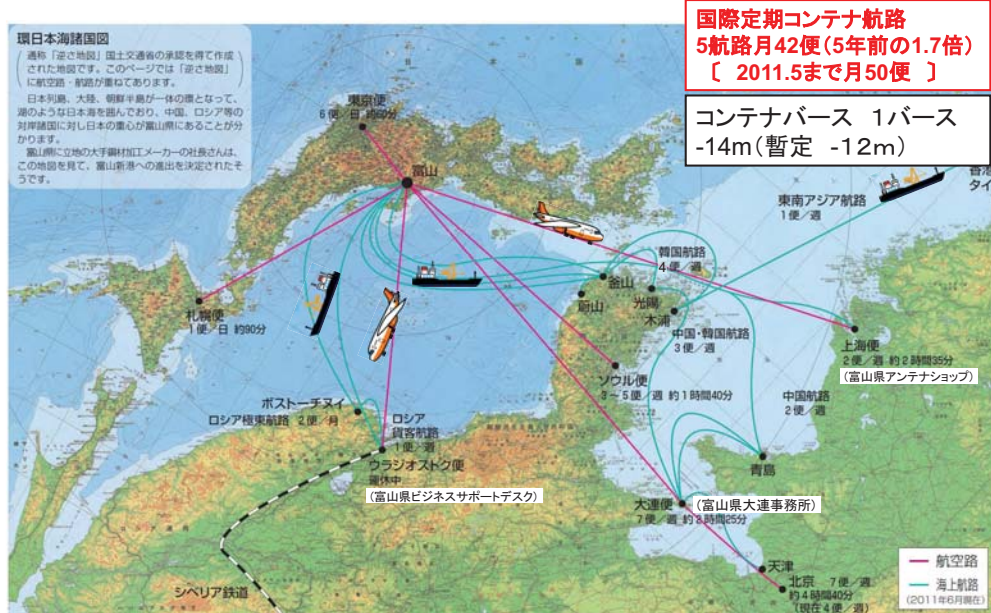 環日本海諸国図
通称「逆さ地図」国土交通省の承認を得て作成
された地図です。このページでは「逆さ地図」
に航空路・航路が重ねてあります。
日本列島、大陸、朝鮮半島が一体の環となって、
湖のような日本海を囲んでおり、中国、ロシア等の
対岸諸国に対し日本の重心が富山県にあることが分
かります。
富山県に立地の大手鋼材加工メーカーの社長さんは、
この地図を見て、富山新港への進出を決定されたそ
うです。
国際定期コンテナ航路
5航路月42便(5年前の1.7倍)
〔 2011.5まで月50便 〕
コンテナバース 1バース
-14m(暫定 -12m)
東京便
6便/日 約60分
富山
香港
タイ
東南アジア航路
1便/週
韓国航路
4便/週
釜山
蔚山
光陽
木浦
中国・韓国航路
3便/週
札幌便
1便/日 約90分
上海便
2便/週 約2時間35分
(富山県アンテナショップ)
ソウル便
3~5便/週 約1時間40分
中国航路
2便/週
ボストーチヌイ
ロシア極東航路 2便/月
ロシア
貨客航路
1便/週
ウラジオストク便
運休中
(富山県ビジネスサポートデスク)
青島
大連便
7便/週 約3時間25分
(富山県大連事務所)
天津
北京 7便/週
約4時間40分
(現在4便/週)
シベリア鉄道
航空路
海上航路
(2011年6月現在)